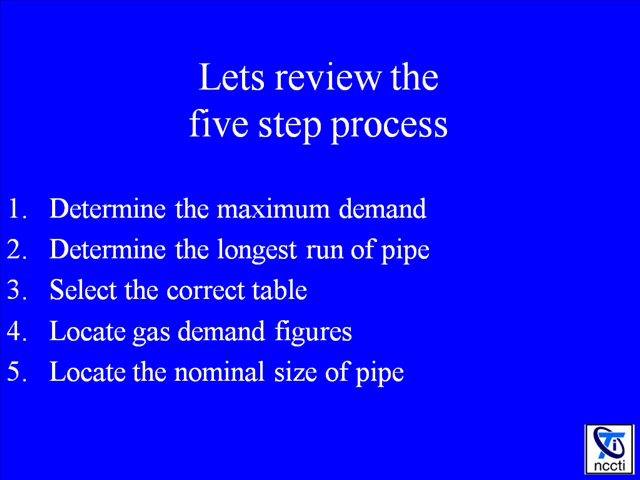 Lets review the
five step process
1. Determine the maximum demand
2. Determine the longest run of pipe
3. Select the correct table
4. Locate gas demand figures
5. Locate the nominal size of pipe
Ti
nccti